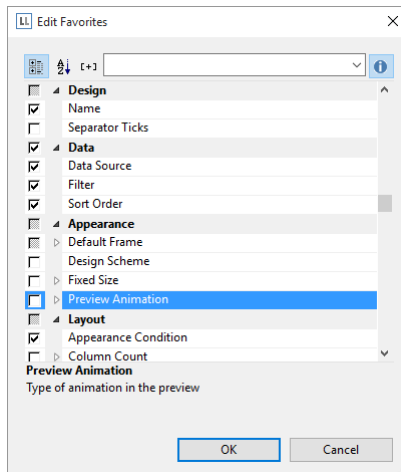 LL Edit Favorites
A Z [+]
Design
Name
Separator Ticks
Data
Data Source
Filter
Sort Order
Appearance
Default Frame
Design Scheme
Fixed Size
Preview Animation
Layout
Appearance Condition
Column Count
Preview Animation
Type of animation in the preview
OK Cancel